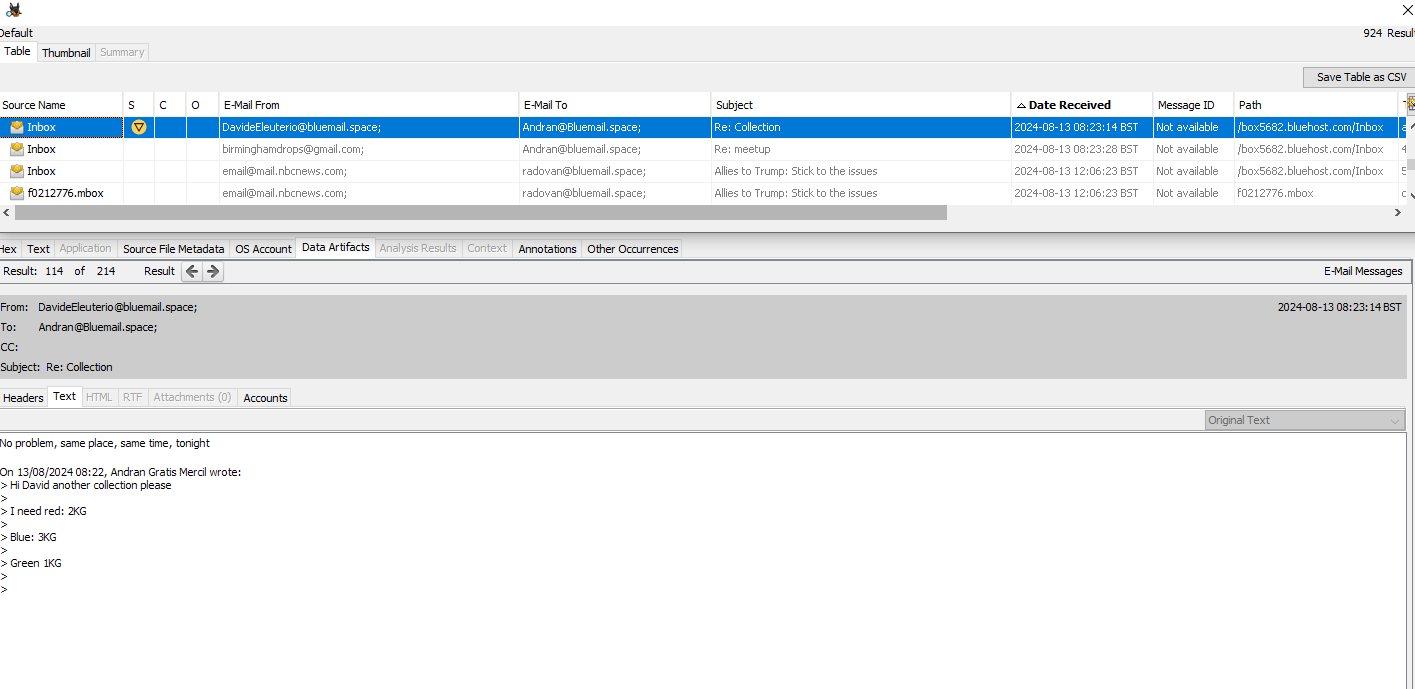 Default
924 Result
Table Thumbnail Summary
Save Table as CSV
Source Name S C O E-Mail From E-Mail To Subject Date Received Message ID Path
Inbox DavideEleuterio@bluemail.space; Andran@Bluemail.space; Re: Collection 2024-08-13 08:23:14 BST Not available /box5682.bluehost.com/Inbox
Inbox birminghamdrops@gmail.com; Andran@bluemail.space; Re: meetup 2024-08-13 08:23:28 BST Not available /box5682.bluehost.com/Inbox 4
Inbox email@mail.nbcnews.com; radovan@bluemail.space; Allies to Trump: Stick to the issues 2024-08-13 12:06:23 BST Not available /box5682.bluehost.com/Inbox 5
f0212776.mbox email@mail.nbcnews.com; radovan@bluemail.space; Allies to Trump: Stick to the issues 2024-08-13 12:06:23 BST Not available f0212776.mbox
Hex Text Application Source File Metadata OS Account Data Artifacts Analysis Results Context Annotations Other Occurrences
Result: 114 of 214 Result E-Mail Messages
From: DavideEleuterio@bluemail.space; 2024-08-13 08:23:14 BST
To: Andran@Bluemail.space;
CC:
Subject: Re: Collection
Headers Text HTML RTF Attachments (0) Accounts
Original Text
No problem, same place, same time, tonight
On 13/08/2024 08:22, Andran Gratis Mercil wrote:
> Hi David another collection please
>
> I need red: 2KG
>
> Blue: 3KG
>
> Green 1KG
>
>